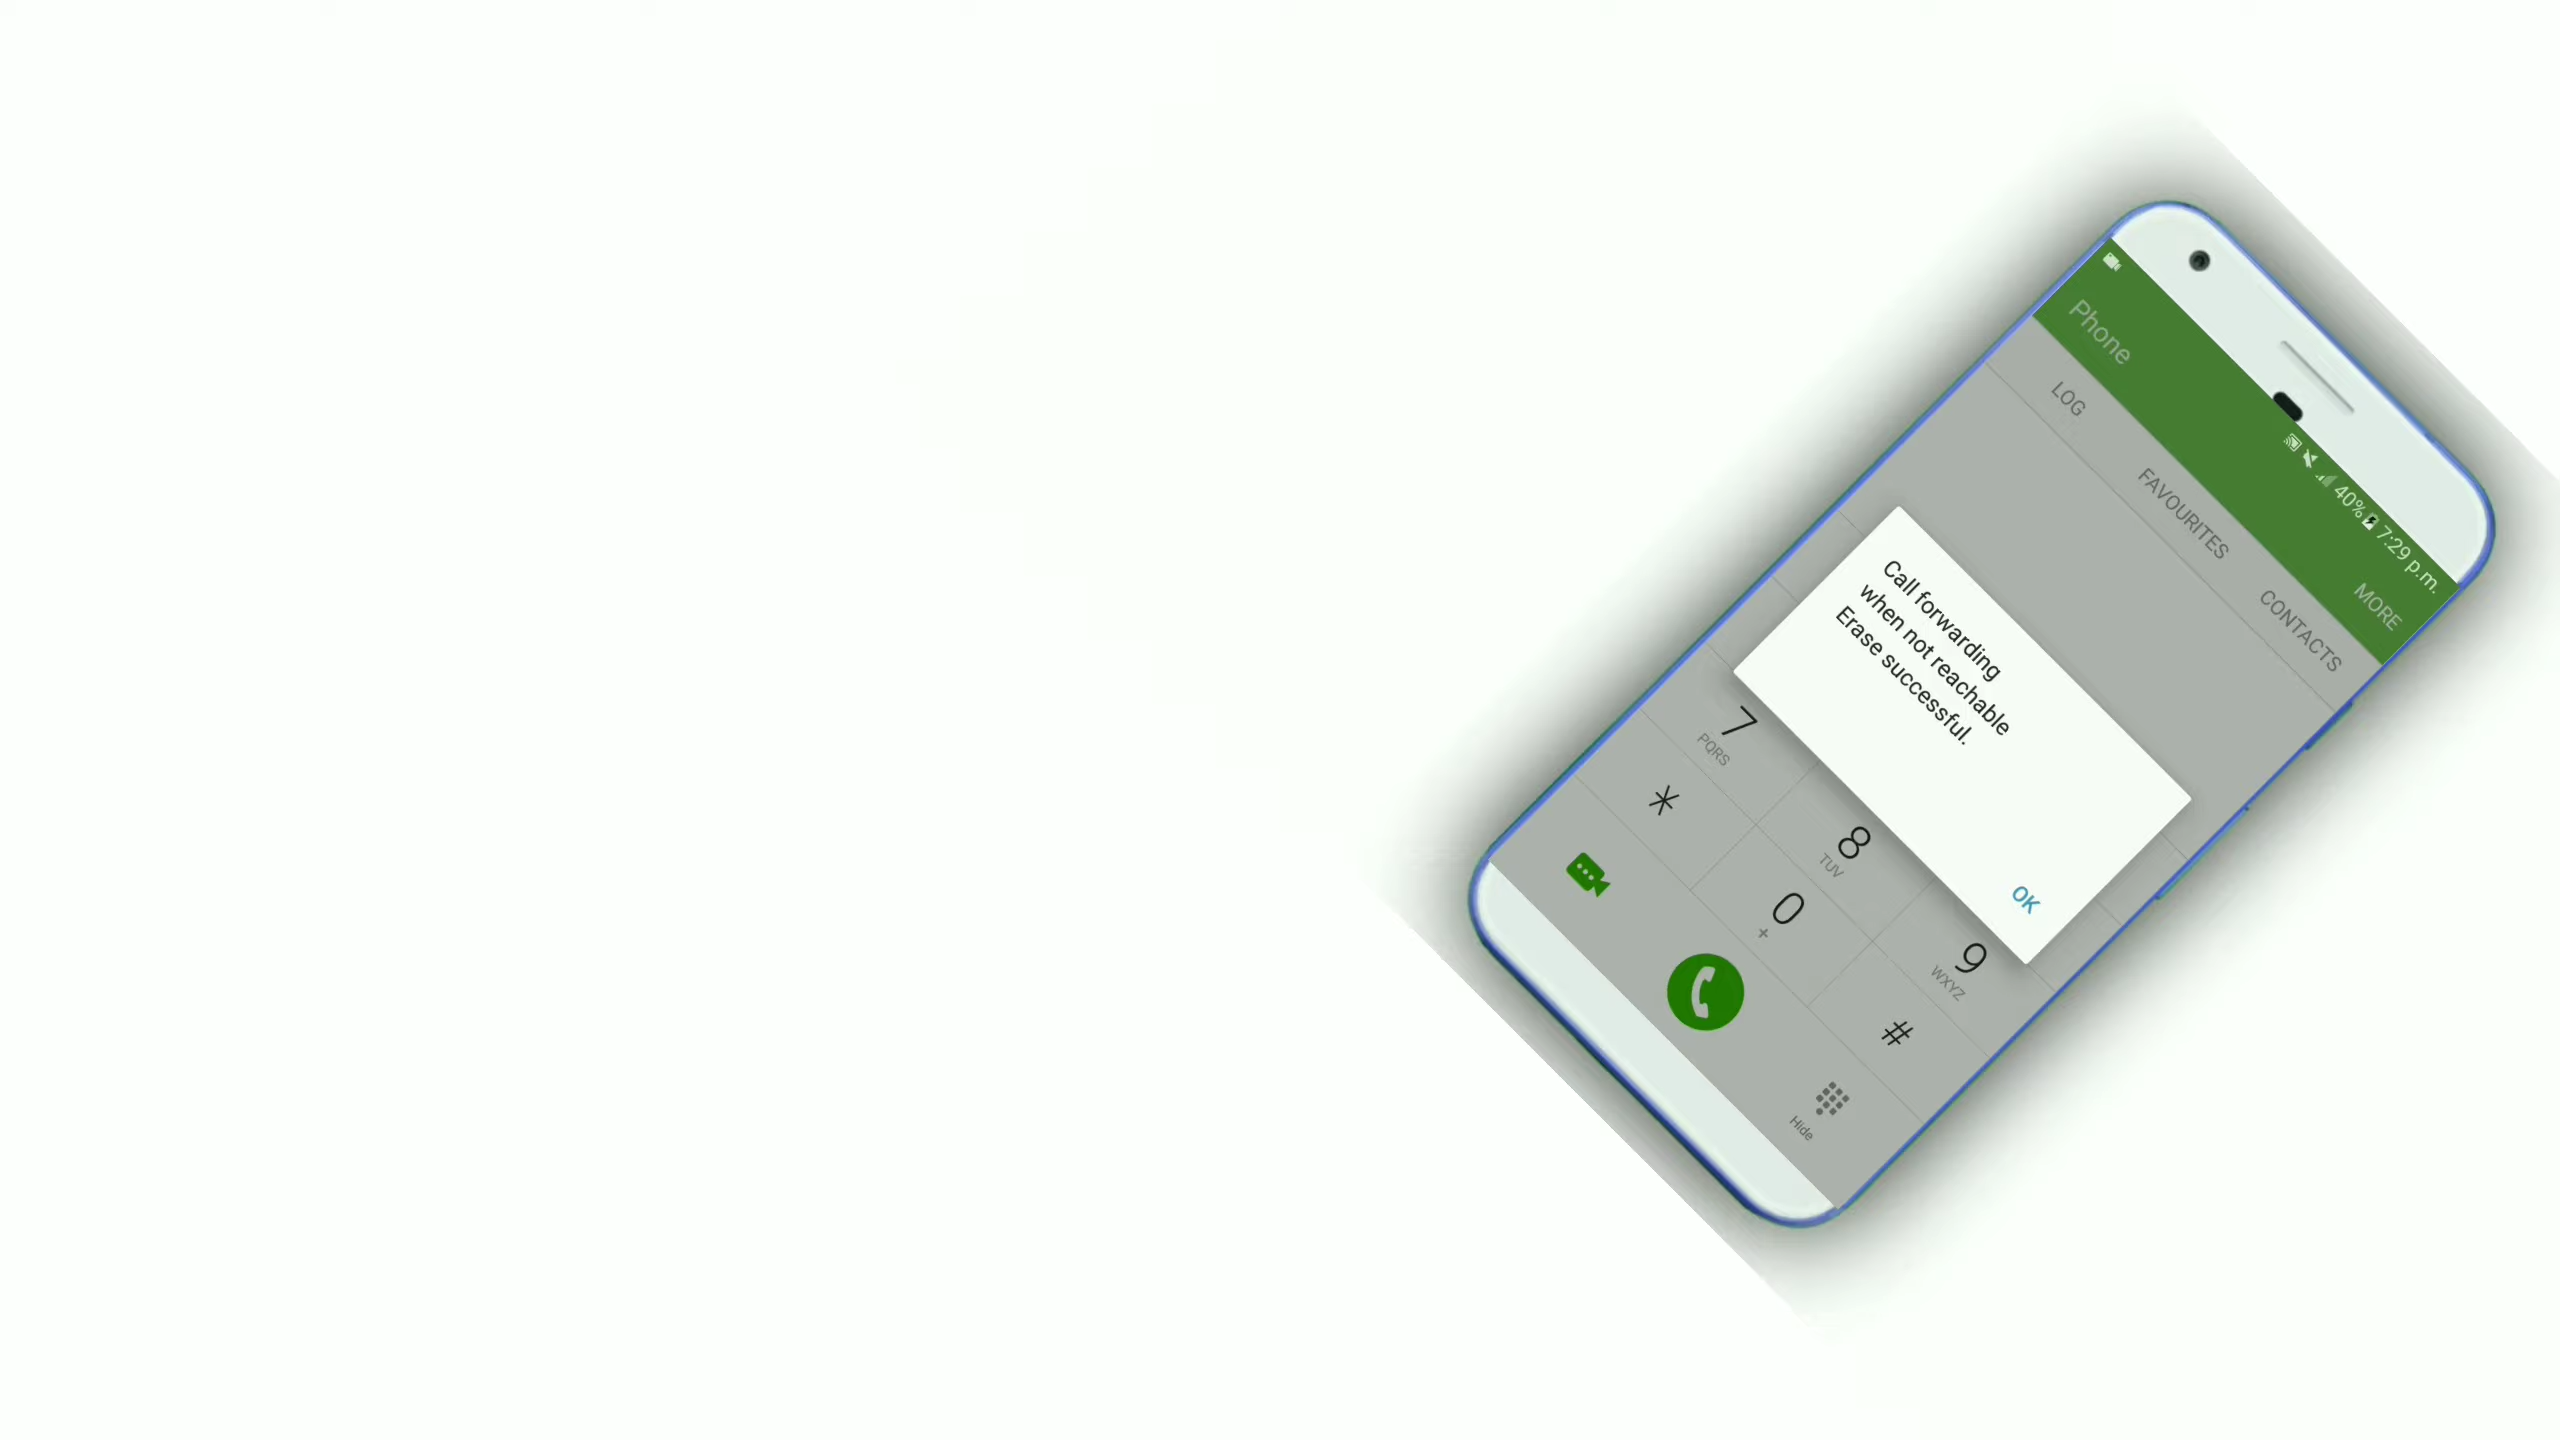 40% 7:29 p.m.
Phone
MORE
LOG FAVOURITES CONTACTS
Call forwarding
when not reachable
Erase successful.
OK
7 8 9
PQRS TUV WXYZ
* 0 #
+
Hide